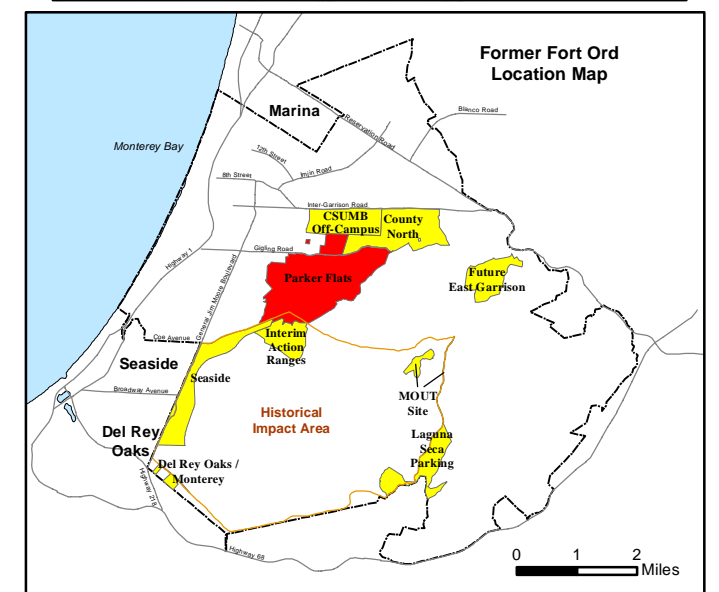 Former Fort Ord
Location Map
Marina
Blanco Road
Reservation Road
Monterey Bay
12th Street
Imjin Road
8th Street
Inter-Garrison Road
CSUMB
Off-Campus
County
North
Gigling Road
Highway 1
General Jim Moore Boulevard
Parker Flats
Future
East Garrison
Coe Avenue
Interim
Action
Ranges
Seaside
Seaside
Broadway Avenue
MOUT
Site
Historical
Impact Area
Del Rey
Oaks
Laguna
Seca
Parking
Del Rey Oaks /
Monterey
Highway 218
Highway 68
0 1 2
Miles